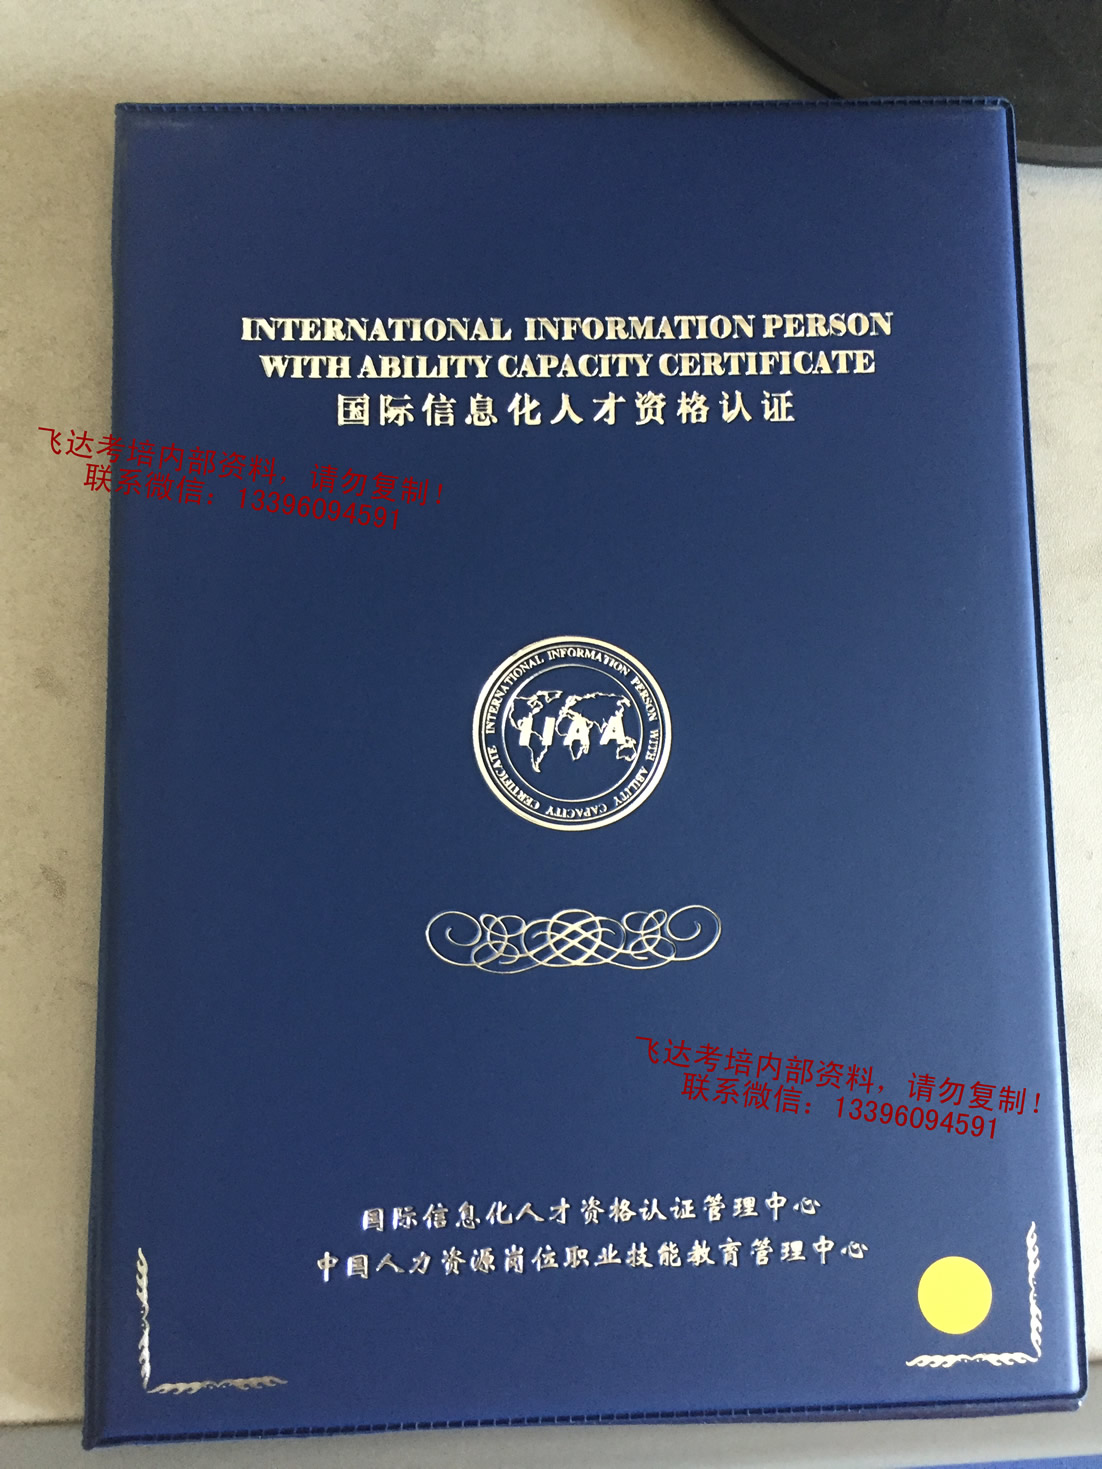 INTERNATIONAL INFORMATION PERSON
WITH ABILITY CAPACITY CERTIFICATE
国际信息化人才资格认证
飞达考培内部资料，请勿复制！
联系微信：13396094591
INTERNATIONAL INFORMATION PERSON WITH ABILITY CAPACITY CERTIFICATE
IIAA
飞达考培内部资料，请勿复制！
联系微信：13396094591
国际信息化人才资格认证管理中心
中国人力资源岗位职业技能教育管理中心